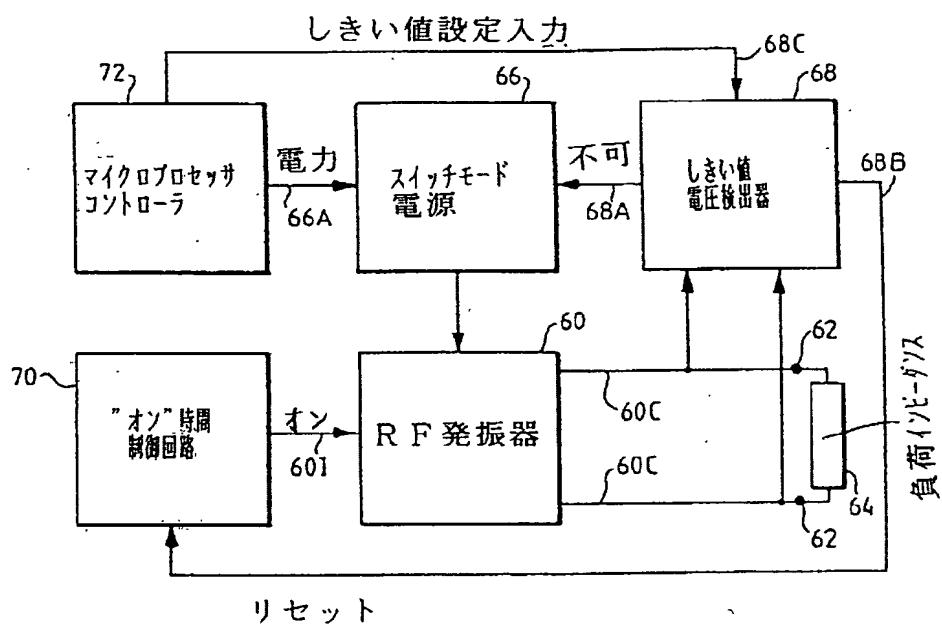 しきい値設定入力
68C
72
66
68
マイクロプロセッサ
コントローラ
電力
66A
スイッチモード
電源
不可
68A
しきい値
電圧検出器
68B
60
62
70
"オン"時間
制御回路
オン
60I
RF発振器
60C
60C
62
64
負荷インピーダンス
リセット